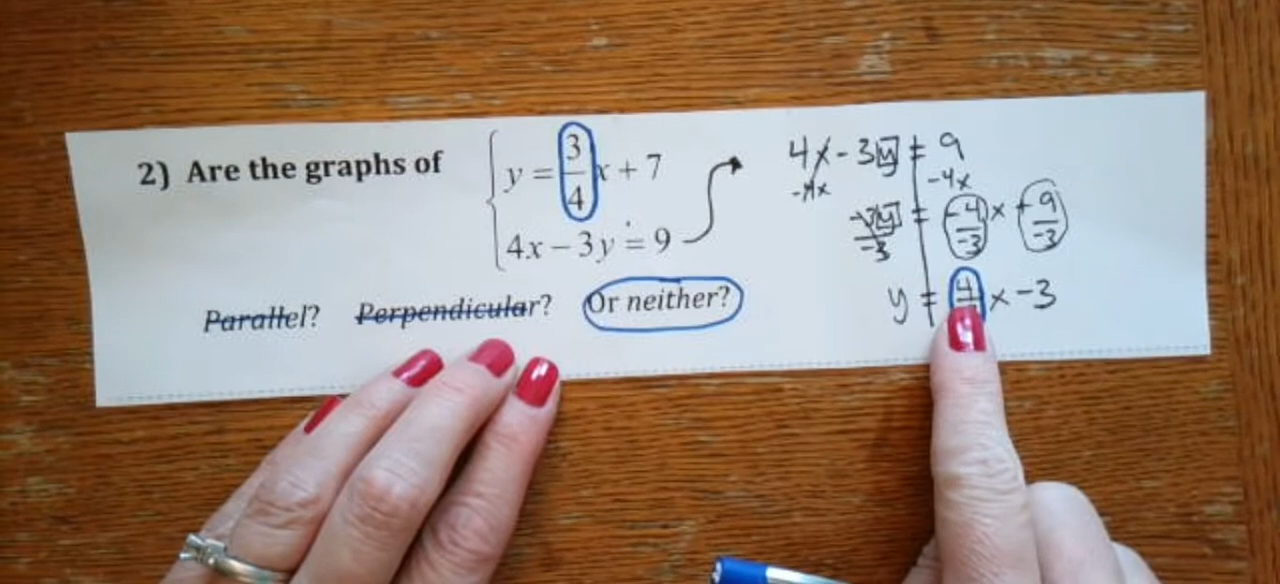 2) Are the graphs of
y = 3/4 x + 7
4x − 3y = 9
Parallel? Perpendicular? Or neither?
4x - 3y = 9
-4x -4x
-3y = -4/-3 x + 9/-3
-3
y = 4 x - 3